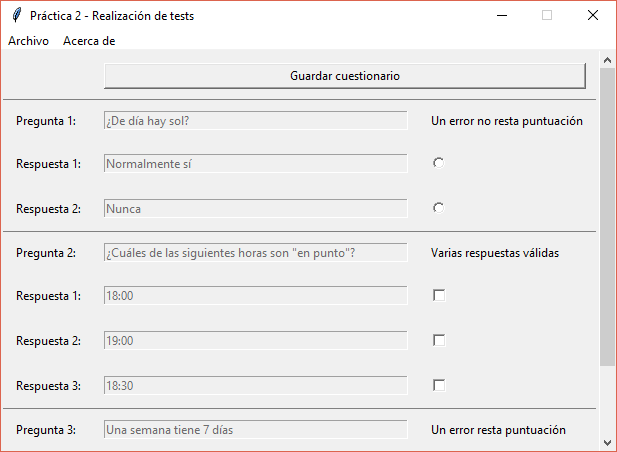 Práctica 2 - Realización de tests
Archivo Acerca de
Guardar cuestionario
Pregunta 1: ¿De día hay sol? Un error no resta puntuación
Respuesta 1: Normalmente sí
Respuesta 2: Nunca
Pregunta 2: ¿Cuáles de las siguientes horas son "en punto"? Varias respuestas válidas
Respuesta 1: 18:00
Respuesta 2: 19:00
Respuesta 3: 18:30
Pregunta 3: Una semana tiene 7 días Un error resta puntuación